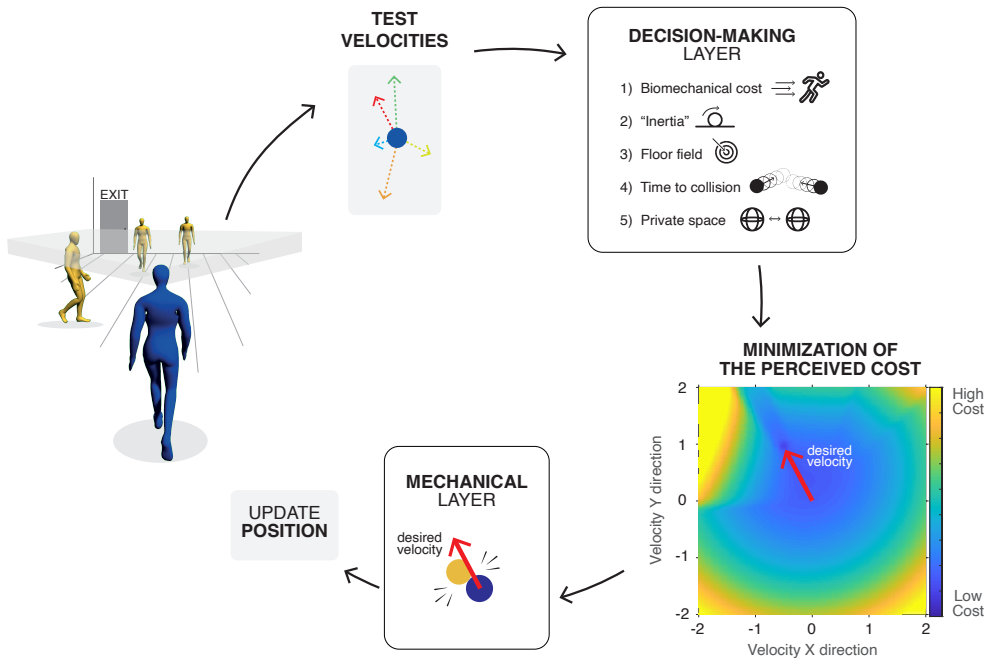 TEST
VELOCITIES
DECISION-MAKING
LAYER
1) Biomechanical cost
2) “Inertia”
3) Floor field
4) Time to collision
5) Private space
EXIT
MINIMIZATION OF
THE PERCEIVED COST
2
1
0
-1
-2
Velocity Y direction
desired
velocity
High
Cost
Low
Cost
-2
-1
0
1
2
Velocity X direction
MECHANICAL
LAYER
desired
velocity
UPDATE
POSITION